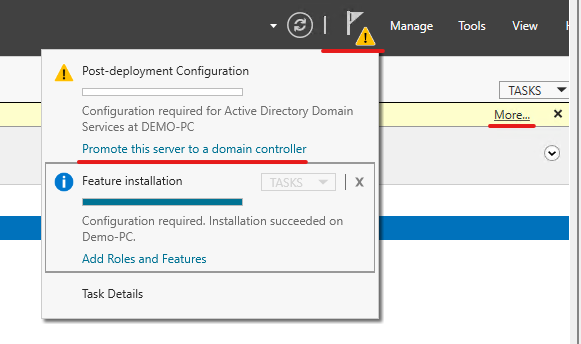 Manage Tools View
Post-deployment Configuration
TASKS
Configuration required for Active Directory Domain
Services at DEMO-PC
More...
Promote this server to a domain controller
Feature installation
TASKS
X
Configuration required. Installation succeeded on
Demo-PC.
Add Roles and Features
Task Details